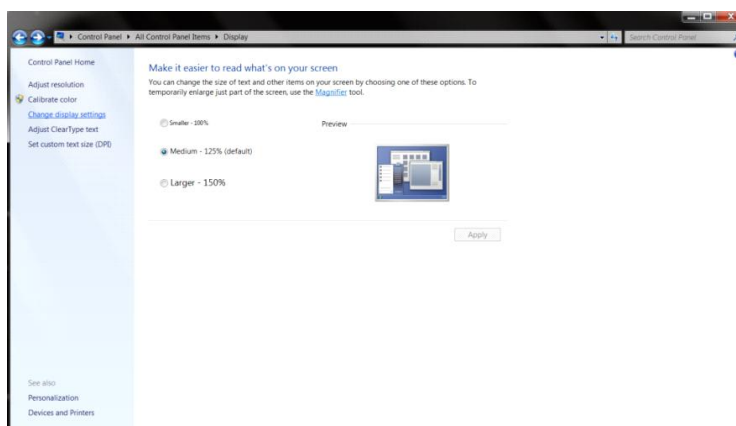 Control Panel ▸ All Control Panel Items ▸ Display
Search Control Panel
Control Panel Home
Adjust resolution
Calibrate color
Change display settings
Adjust ClearType text
Set custom text size (DPI)
Make it easier to read what's on your screen
You can change the size of text and other items on your screen by choosing one of these options. To
temporarily enlarge just part of the screen, use the Magnifier tool.
Smaller - 100%
Preview
Medium - 125% (default)
Larger - 150%
Apply
See also
Personalization
Devices and Printers